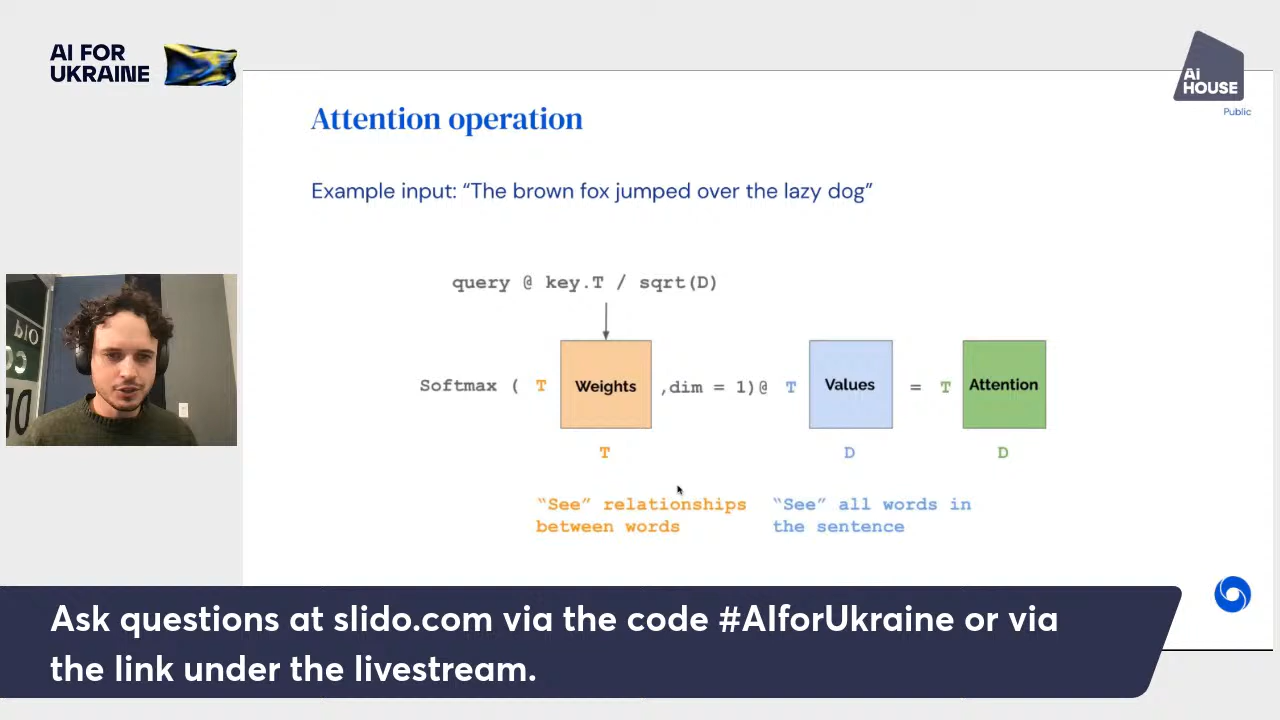 AI FOR
UKRAINE
Ai
HOUSE
Public
Attention operation
Example input: “The brown fox jumped over the lazy dog”
query @ key.T / sqrt(D)
Softmax ( T Weights ,dim = 1)@ T Values = T Attention
T D D
“See” relationships
between words
“See” all words in
the sentence
old
Ask questions at slido.com via the code #AIforUkraine or via
the link under the livestream.